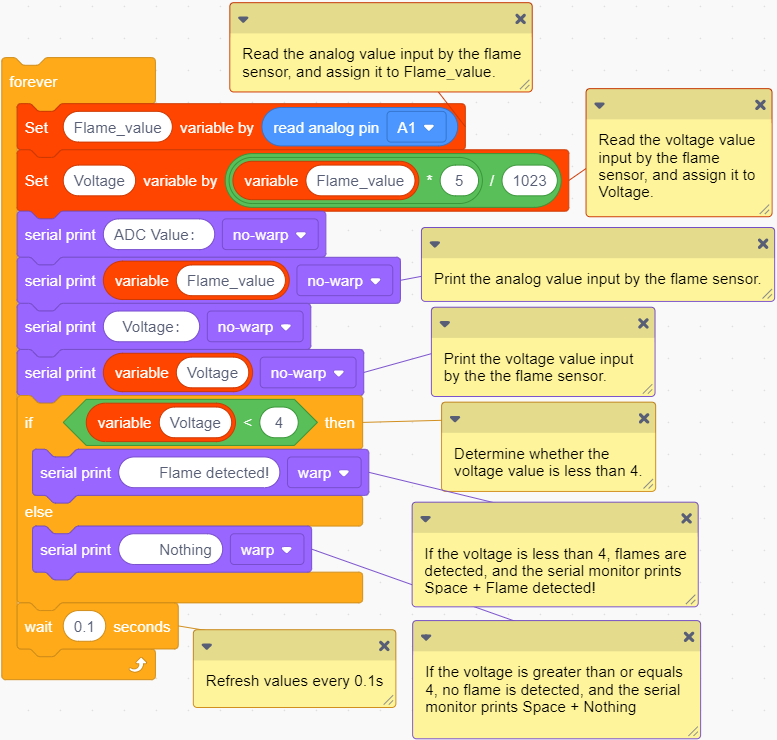 Read the analog value input by the flame
sensor, and assign it to Flame_value.
forever
Set Flame_value variable by read analog pin A1
Read the voltage value
input by the flame
sensor, and assign it to
Voltage.
Set Voltage variable by variable Flame_value * 5 / 1023
serial print ADC Value: no-warp
serial print variable Flame_value no-warp
Print the analog value input by the flame sensor.
serial print Voltage: no-warp
serial print variable Voltage no-warp
Print the voltage value input
by the the flame sensor.
if variable Voltage < 4 then
Determine whether the
voltage value is less than 4.
serial print Flame detected! warp
else
serial print Nothing warp
If the voltage is less than 4, flames are
detected, and the serial monitor prints
Space + Flame detected!
wait 0.1 seconds
Refresh values every 0.1s
If the voltage is greater than or equals
4, no flame is detected, and the serial
monitor prints Space + Nothing